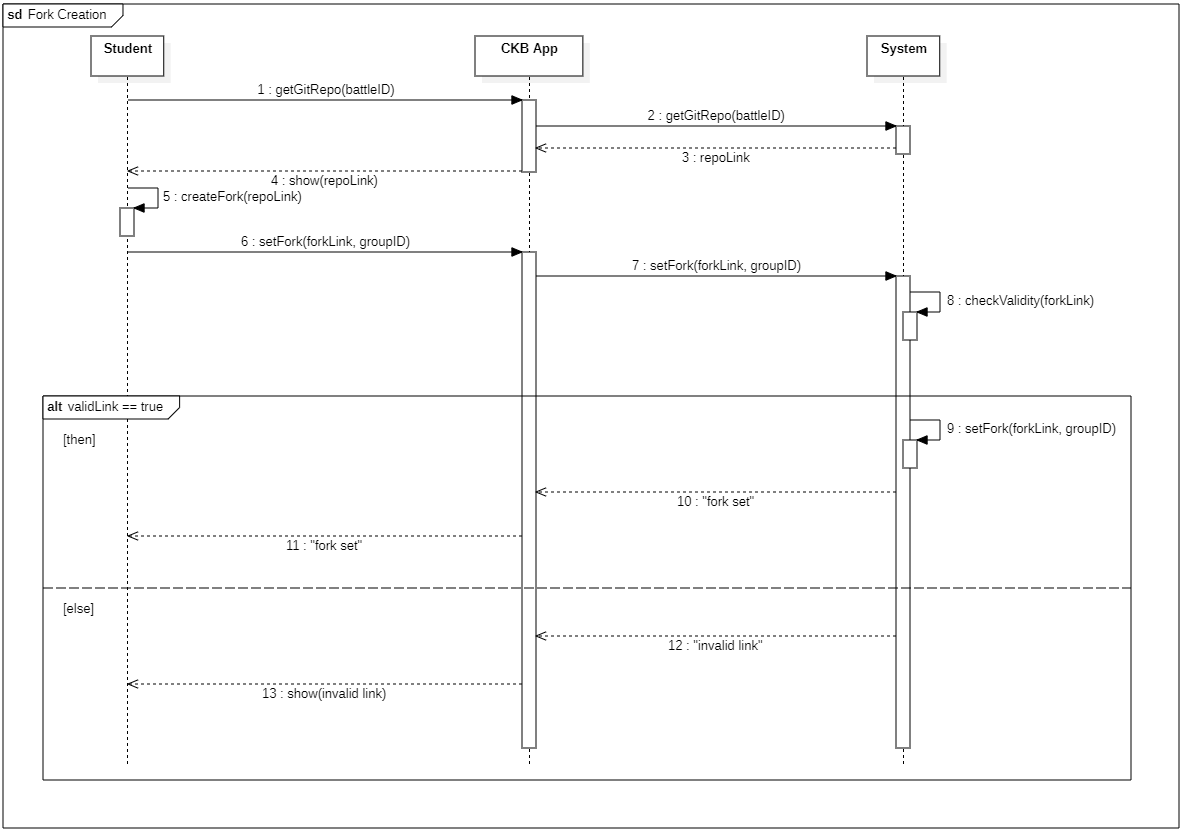 sd Fork Creation
Student
CKB App
System
1 : getGitRepo(battleID)
2 : getGitRepo(battleID)
3 : repoLink
4 : show(repoLink)
5 : createFork(repoLink)
6 : setFork(forkLink, groupID)
7 : setFork(forkLink, groupID)
8 : checkValidity(forkLink)
alt validLink == true
[then]
9 : setFork(forkLink, groupID)
10 : "fork set"
11 : "fork set"
[else]
12 : "invalid link"
13 : show(invalid link)